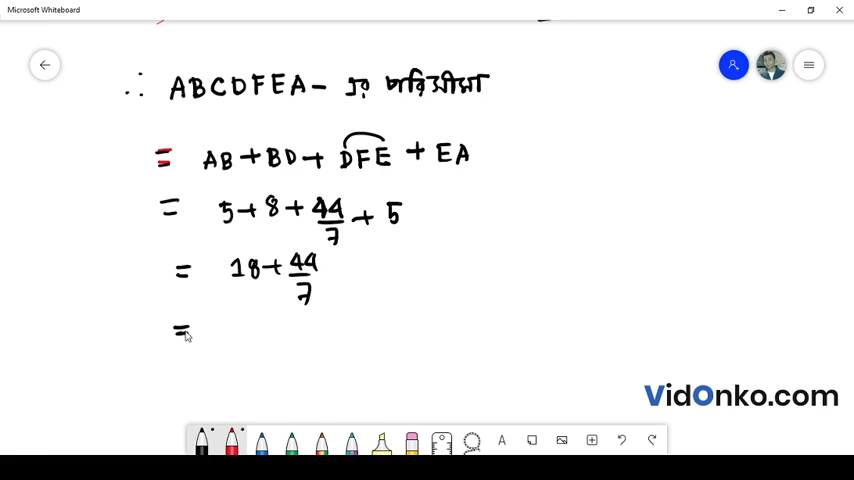 Microsoft Whiteboard
∴ ABCDFEA - এর পরিসীমা
= AB + BD + DFE + EA
= 5 + 8 + 44/7 + 5
= 18 + 44/7
=
VidOnko.com
A